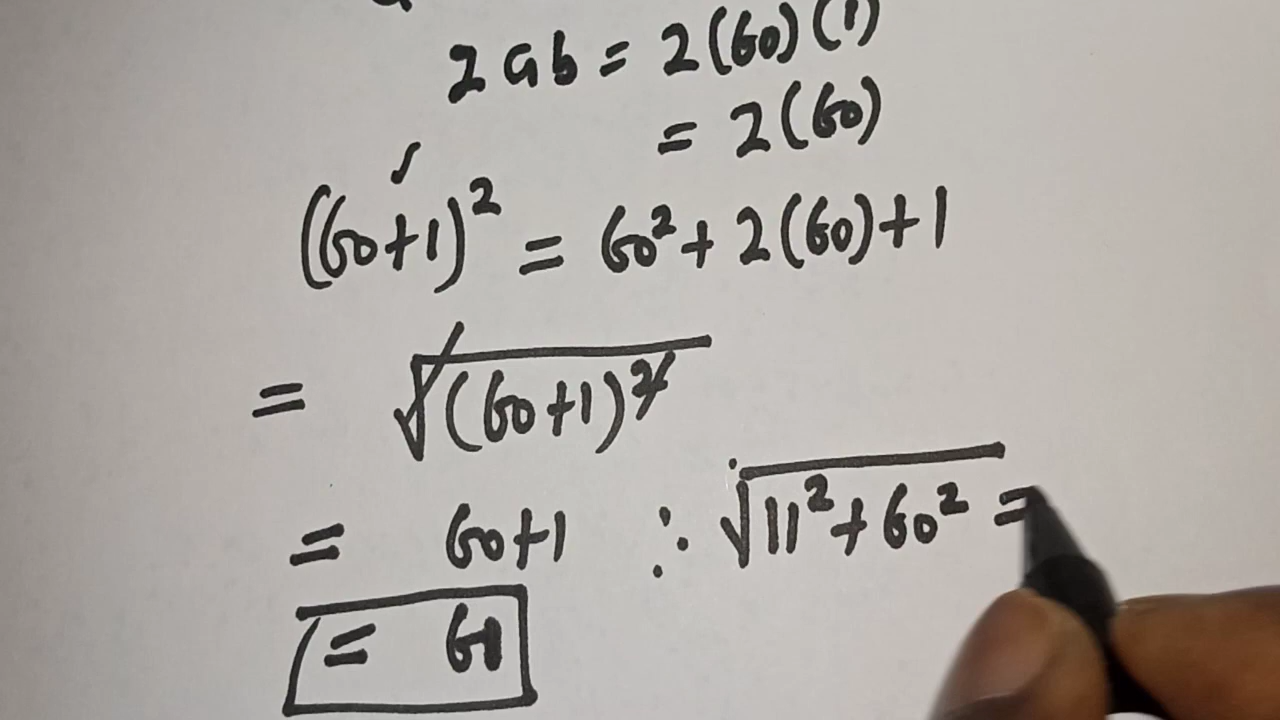 2ab = 2(60)(1)
= 2(60)
(60+1)² = 60² + 2(60) + 1
= √(60+1)²
= 60+1 ∴ √11² + 60² =
= 61